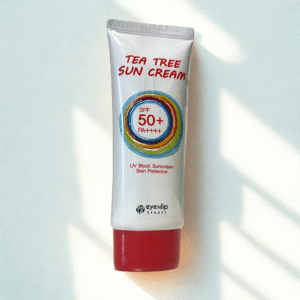 TEA TREE
SUN CREAM
SPF
50+
PA++++
UV Block Sunscreen
Skin Protection
eyenlip
BEAUTY